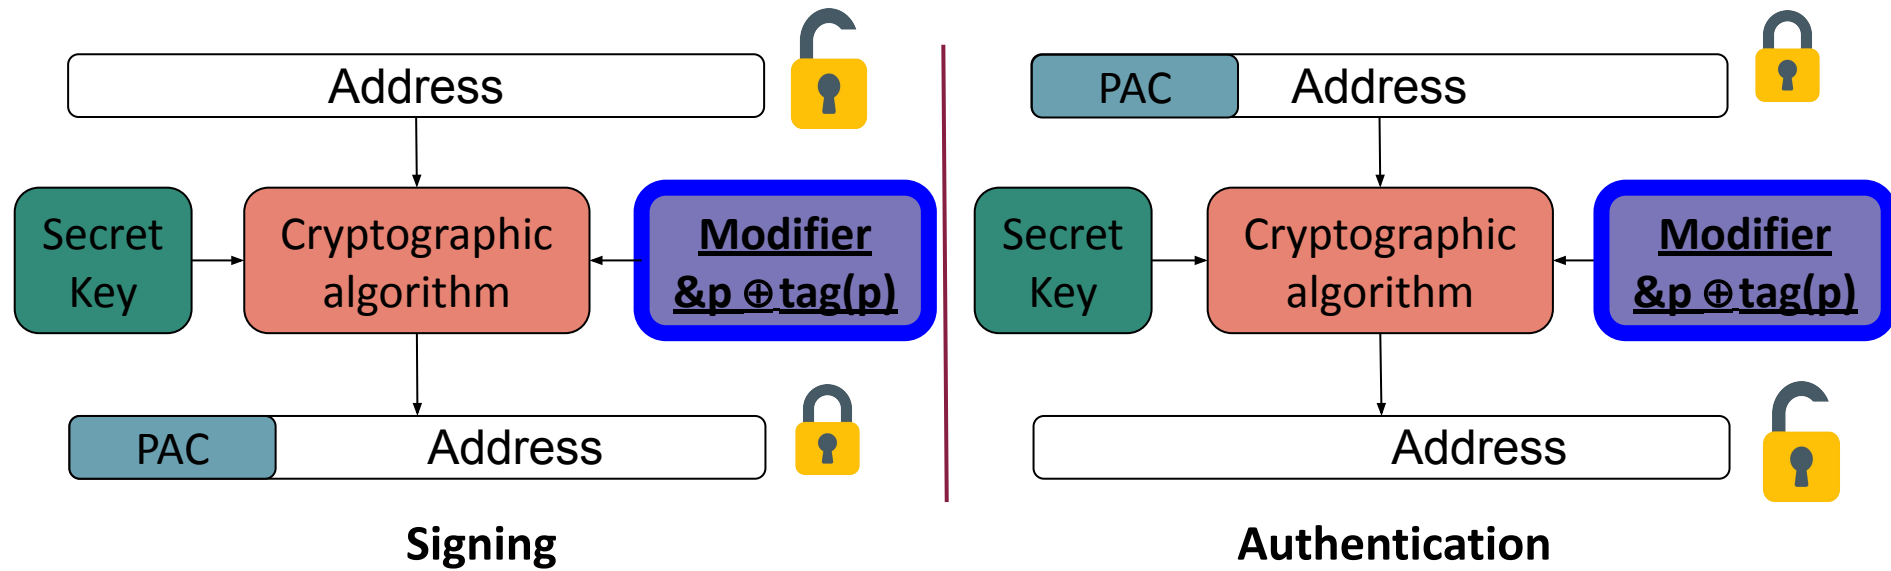 Address
Secret
Key
Cryptographic
algorithm
Modifier
&p ⊕ tag(p)
PAC
Address
Signing
PAC
Address
Secret
Key
Cryptographic
algorithm
Modifier
&p ⊕ tag(p)
Address
Authentication